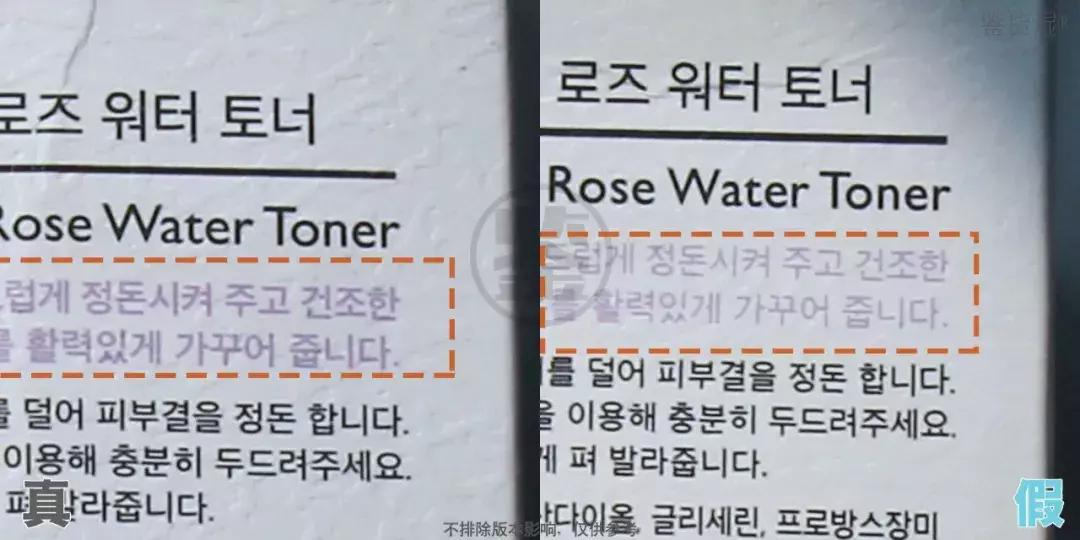 로즈 워터 토너
Rose Water Toner
럽게 정돈시켜 주고 건조한
를 활력있게 가꾸어 줍니다.
를 덜어 피부결을 정돈 합니다.
이용해 충분히 두드려주세요.
펴 발라줍니다.
真
로즈 워터 토너
Rose Water Toner
드럽게 정돈시켜 주고 건조한
를 활력있게 가꾸어 줍니다.
를 덜어 피부결을 정돈 합니다.
을 이용해 충분히 두드려주세요.
게 펴 발라줍니다.
산다이올, 글리세린, 프로방스장미
假
鉴
不排除版本影响，仅供参考